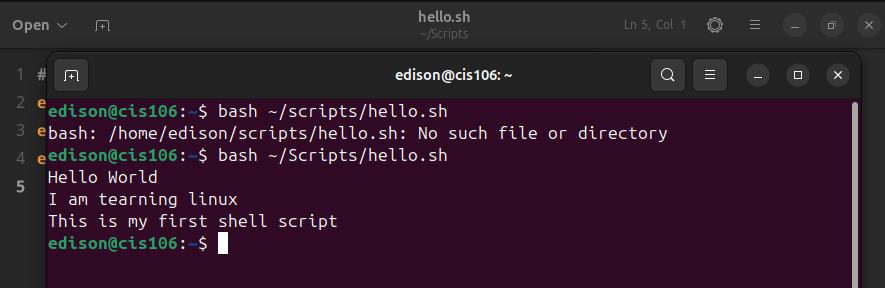 Open
hello.sh
~/Scripts
Ln 5, Col 1
edison@cis106: ~
1 #
2 e
3 e
4 e
5
edison@cis106:~$ bash ~/scripts/hello.sh
bash: /home/edison/scripts/hello.sh: No such file or directory
edison@cis106:~$ bash ~/Scripts/hello.sh
Hello World
I am tearning linux
This is my first shell script
edison@cis106:~$